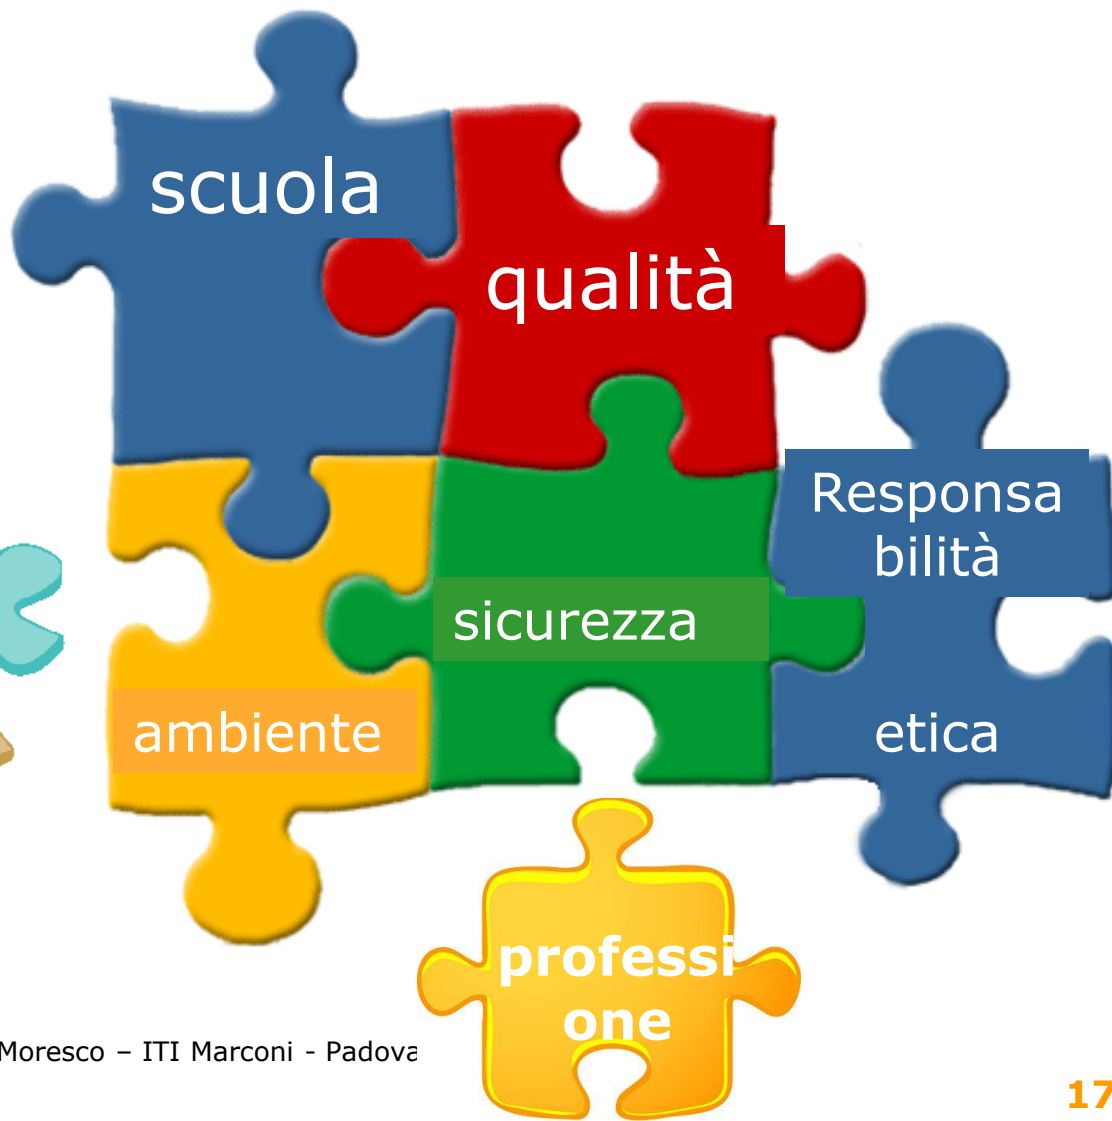 scuola
qualità
Responsa
bilità
sicurezza
ambiente
etica
professi
one
Moresco – ITI Marconi - Padova
17